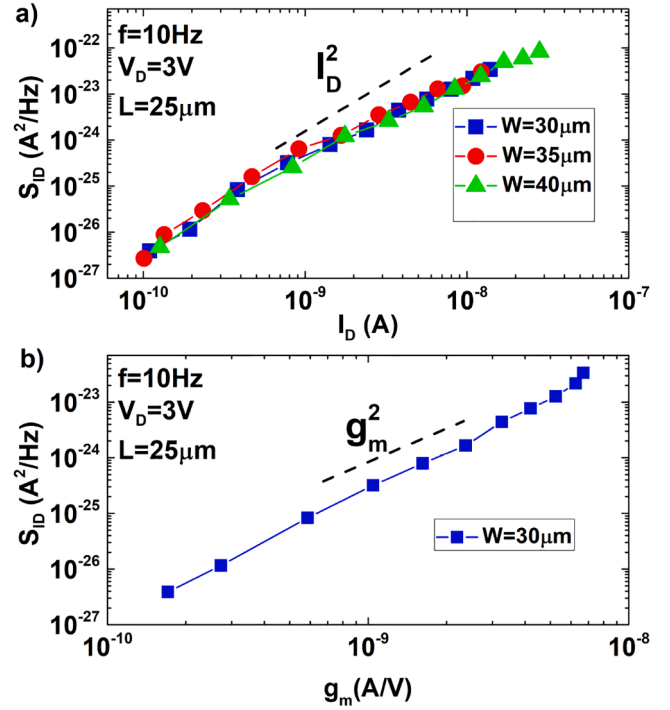 a)
f=10Hz
V_D=3V
L=25μm
I_D^2
W=30μm
W=35μm
W=40μm
S_ID (A^2/Hz)
10^-22
10^-23
10^-24
10^-25
10^-26
10^-27
10^-10 10^-9 10^-8 10^-7
I_D (A)
b)
f=10Hz
V_D=3V
L=25μm
g_m^2
W=30μm
S_ID (A^2/Hz)
10^-23
10^-24
10^-25
10^-26
10^-27
10^-10 10^-9 10^-8
g_m(A/V)